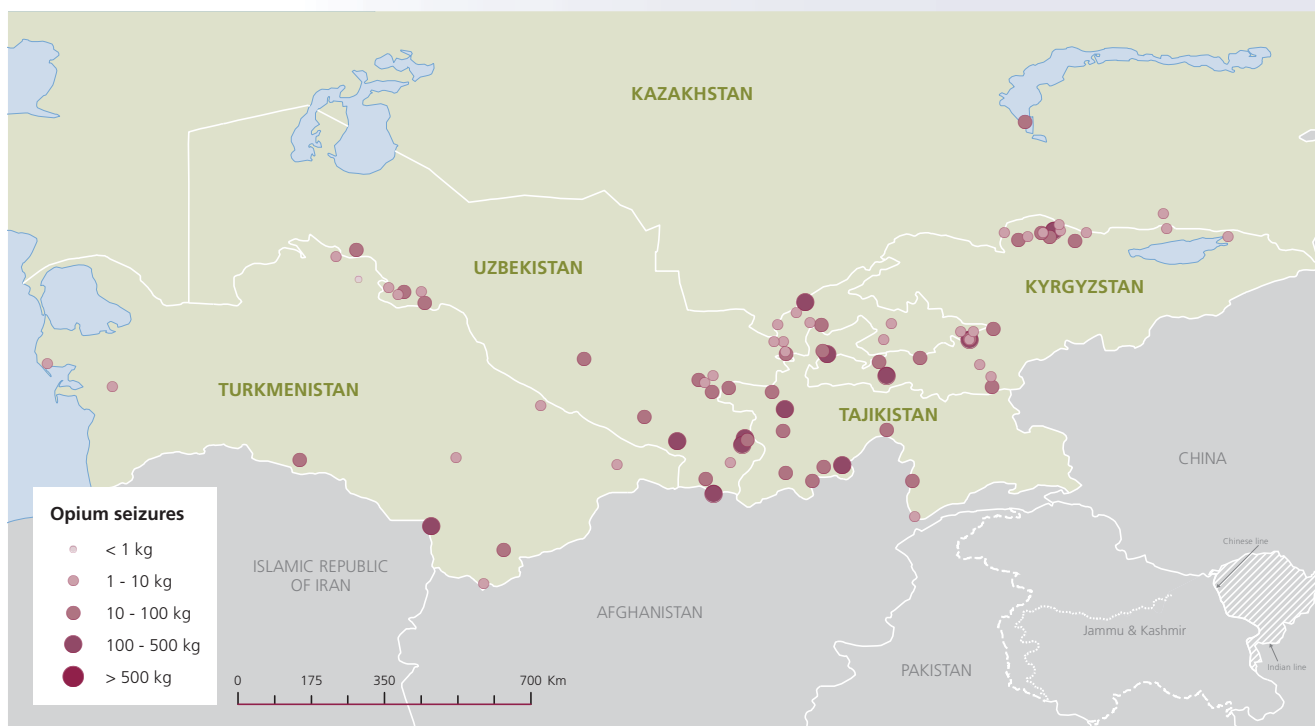 KAZAKHSTAN
UZBEKISTAN
KYRGYZSTAN
TURKMENISTAN
TAJIKISTAN
CHINA
Opium seizures
< 1 kg
1 - 10 kg
10 - 100 kg
100 - 500 kg
> 500 kg
ISLAMIC REPUBLIC
OF IRAN
AFGHANISTAN
Chinese line
Jammu & Kashmir
Indian line
PAKISTAN
0 175 350 700 Km